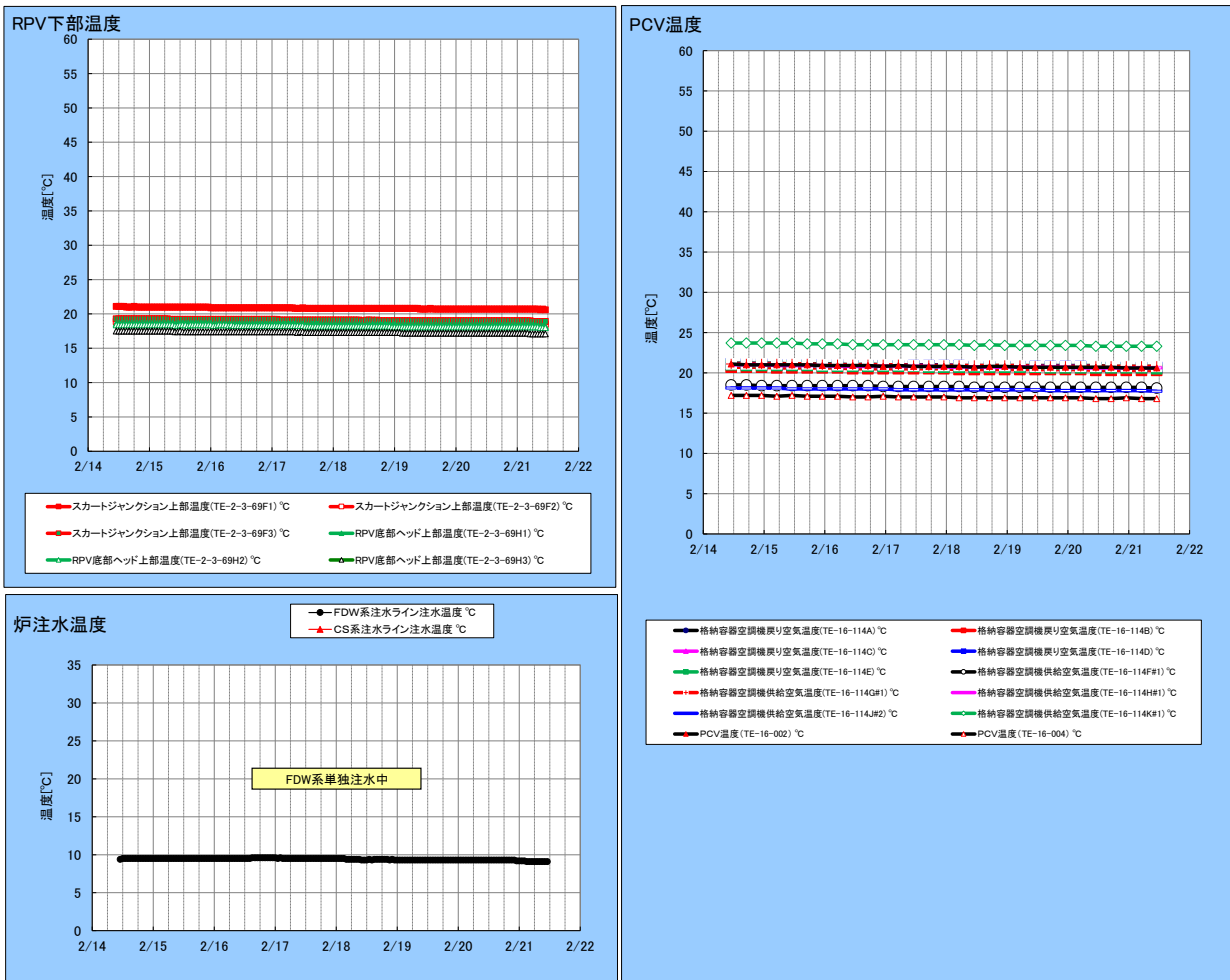 RPV下部温度
60
55
50
45
40
35
30
25
20
15
10
5
0
温度[℃]
2/14 2/15 2/16 2/17 2/18 2/19 2/20 2/21 2/22
スカートジャンクション上部温度(TE-2-3-69F1) ℃ スカートジャンクション上部温度(TE-2-3-69F2) ℃
スカートジャンクション上部温度(TE-2-3-69F3) ℃ RPV底部ヘッド上部温度(TE-2-3-69H1) ℃
RPV底部ヘッド上部温度(TE-2-3-69H2) ℃ RPV底部ヘッド上部温度(TE-2-3-69H3) ℃
PCV温度
60
55
50
45
40
35
30
25
20
15
10
5
0
温度[℃]
2/14 2/15 2/16 2/17 2/18 2/19 2/20 2/21 2/22
格納容器空調機戻り空気温度(TE-16-114A) ℃ 格納容器空調機戻り空気温度(TE-16-114B) ℃
格納容器空調機戻り空気温度(TE-16-114C) ℃ 格納容器空調機戻り空気温度(TE-16-114D) ℃
格納容器空調機戻り空気温度(TE-16-114E) ℃ 格納容器空調機供給空気温度(TE-16-114F#1) ℃
格納容器空調機供給空気温度(TE-16-114G#1) ℃ 格納容器空調機供給空気温度(TE-16-114H#1) ℃
格納容器空調機供給空気温度(TE-16-114J#2) ℃ 格納容器空調機供給空気温度(TE-16-114K#1) ℃
PCV温度(TE-16-002) ℃ PCV温度(TE-16-004) ℃
炉注水温度
FDW系注水ライン注水温度 ℃
CS系注水ライン注水温度 ℃
35
30
25
20
15
10
5
0
温度[℃]
FDW系単独注水中
2/14 2/15 2/16 2/17 2/18 2/19 2/20 2/21 2/22